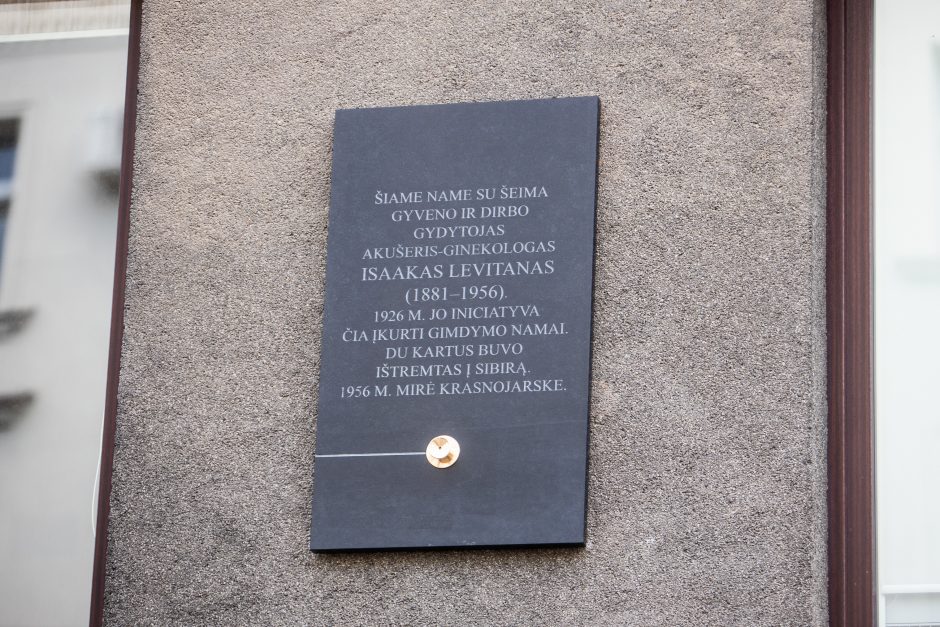 ŠIAME NAME SU ŠEIMA
GYVENO IR DIRBO
GYDYTOJAS
AKUŠERIS-GINEKOLOGAS
ISAAKAS LEVITANAS
(1881–1956).
1926 M. JO INICIATYVA
ČIA ĮKURTI GIMDYMO NAMAI.
DU KARTUS BUVO
IŠTREMTAS Į SIBIRĄ.
1956 M. MIRĖ KRASNOJARSKE.